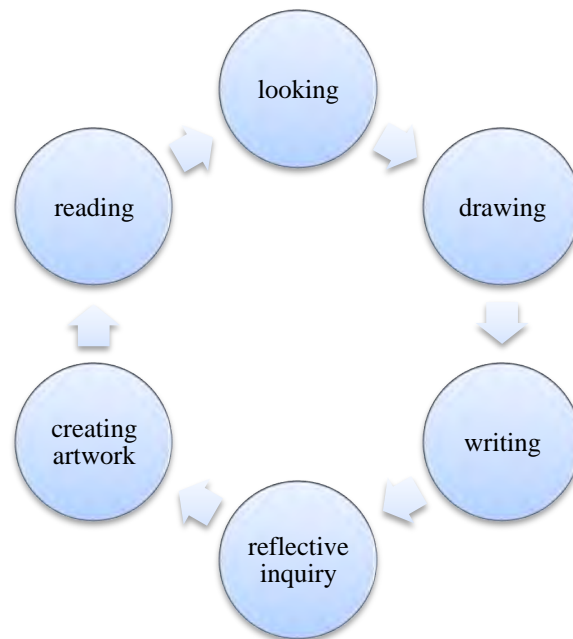 looking
drawing
writing
reflective
inquiry
creating
artwork
reading